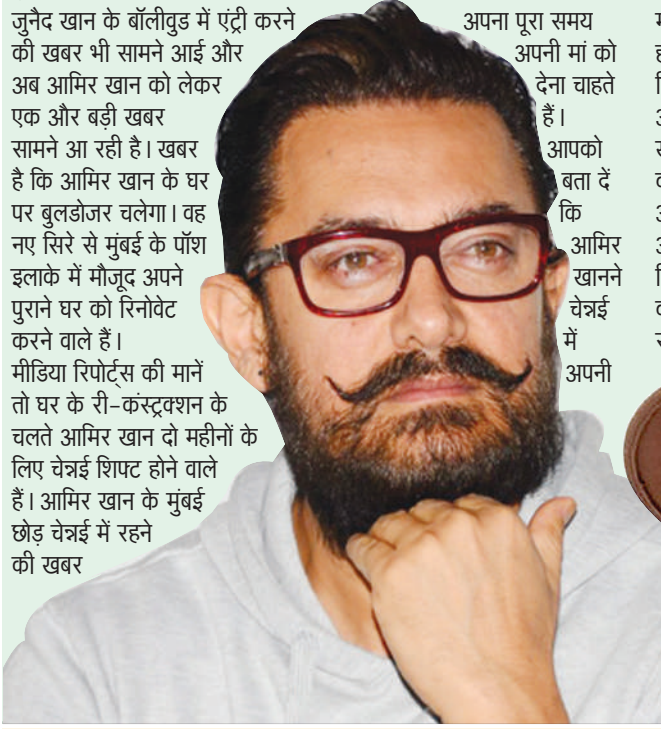 जुनैद खान के बॉलीवुड में एंट्री करने
की खबर भी सामने आई और
अब आमिर खान को लेकर
एक और बड़ी खबर
सामने आ रही है। खबर
है कि आमिर खान के घर
पर बुलडोजर चलेगा। वह
नए सिरे से मुंबई के पॉश
इलाके में मौजूद अपने
पुराने घर को रिनोवेट
करने वाले हैं।
मीडिया रिपोर्ट्स की मानें
तो घर के री-कंस्ट्रक्शन के
चलते आमिर खान दो महीनों के
लिए चेन्नई शिफ्ट होने वाले
हैं। आमिर खान के मुंबई
छोड़ चेन्नई में रहने
की खबर
अपना पूरा समय
अपनी मां को
देना चाहते
हैं।
आपको
बता दें
कि
आमिर
खानने
चेन्नई
में
अपनी